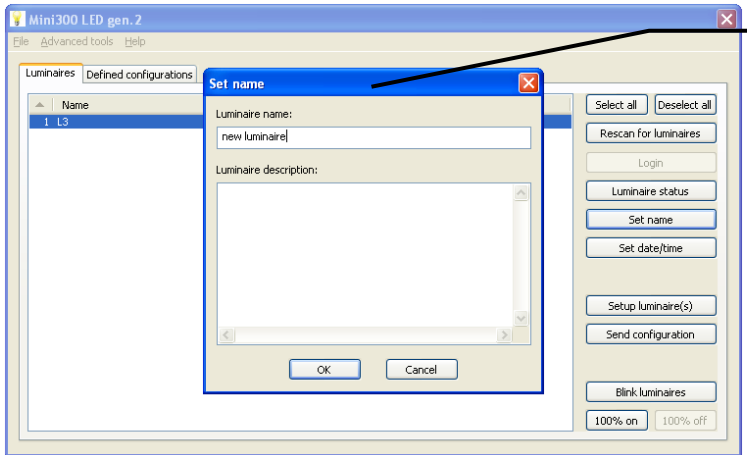 Mini300 LED gen.2
File Advanced tools Help
Luminaires Defined configurations
Name
1 L3
Set name
Luminaire name:
new luminaire
Luminaire description:
OK Cancel
Select all Deselect all
Rescan for luminaires
Login
Luminaire status
Set name
Set date/time
Setup luminaire(s)
Send configuration
Blink luminaires
100% on 100% off